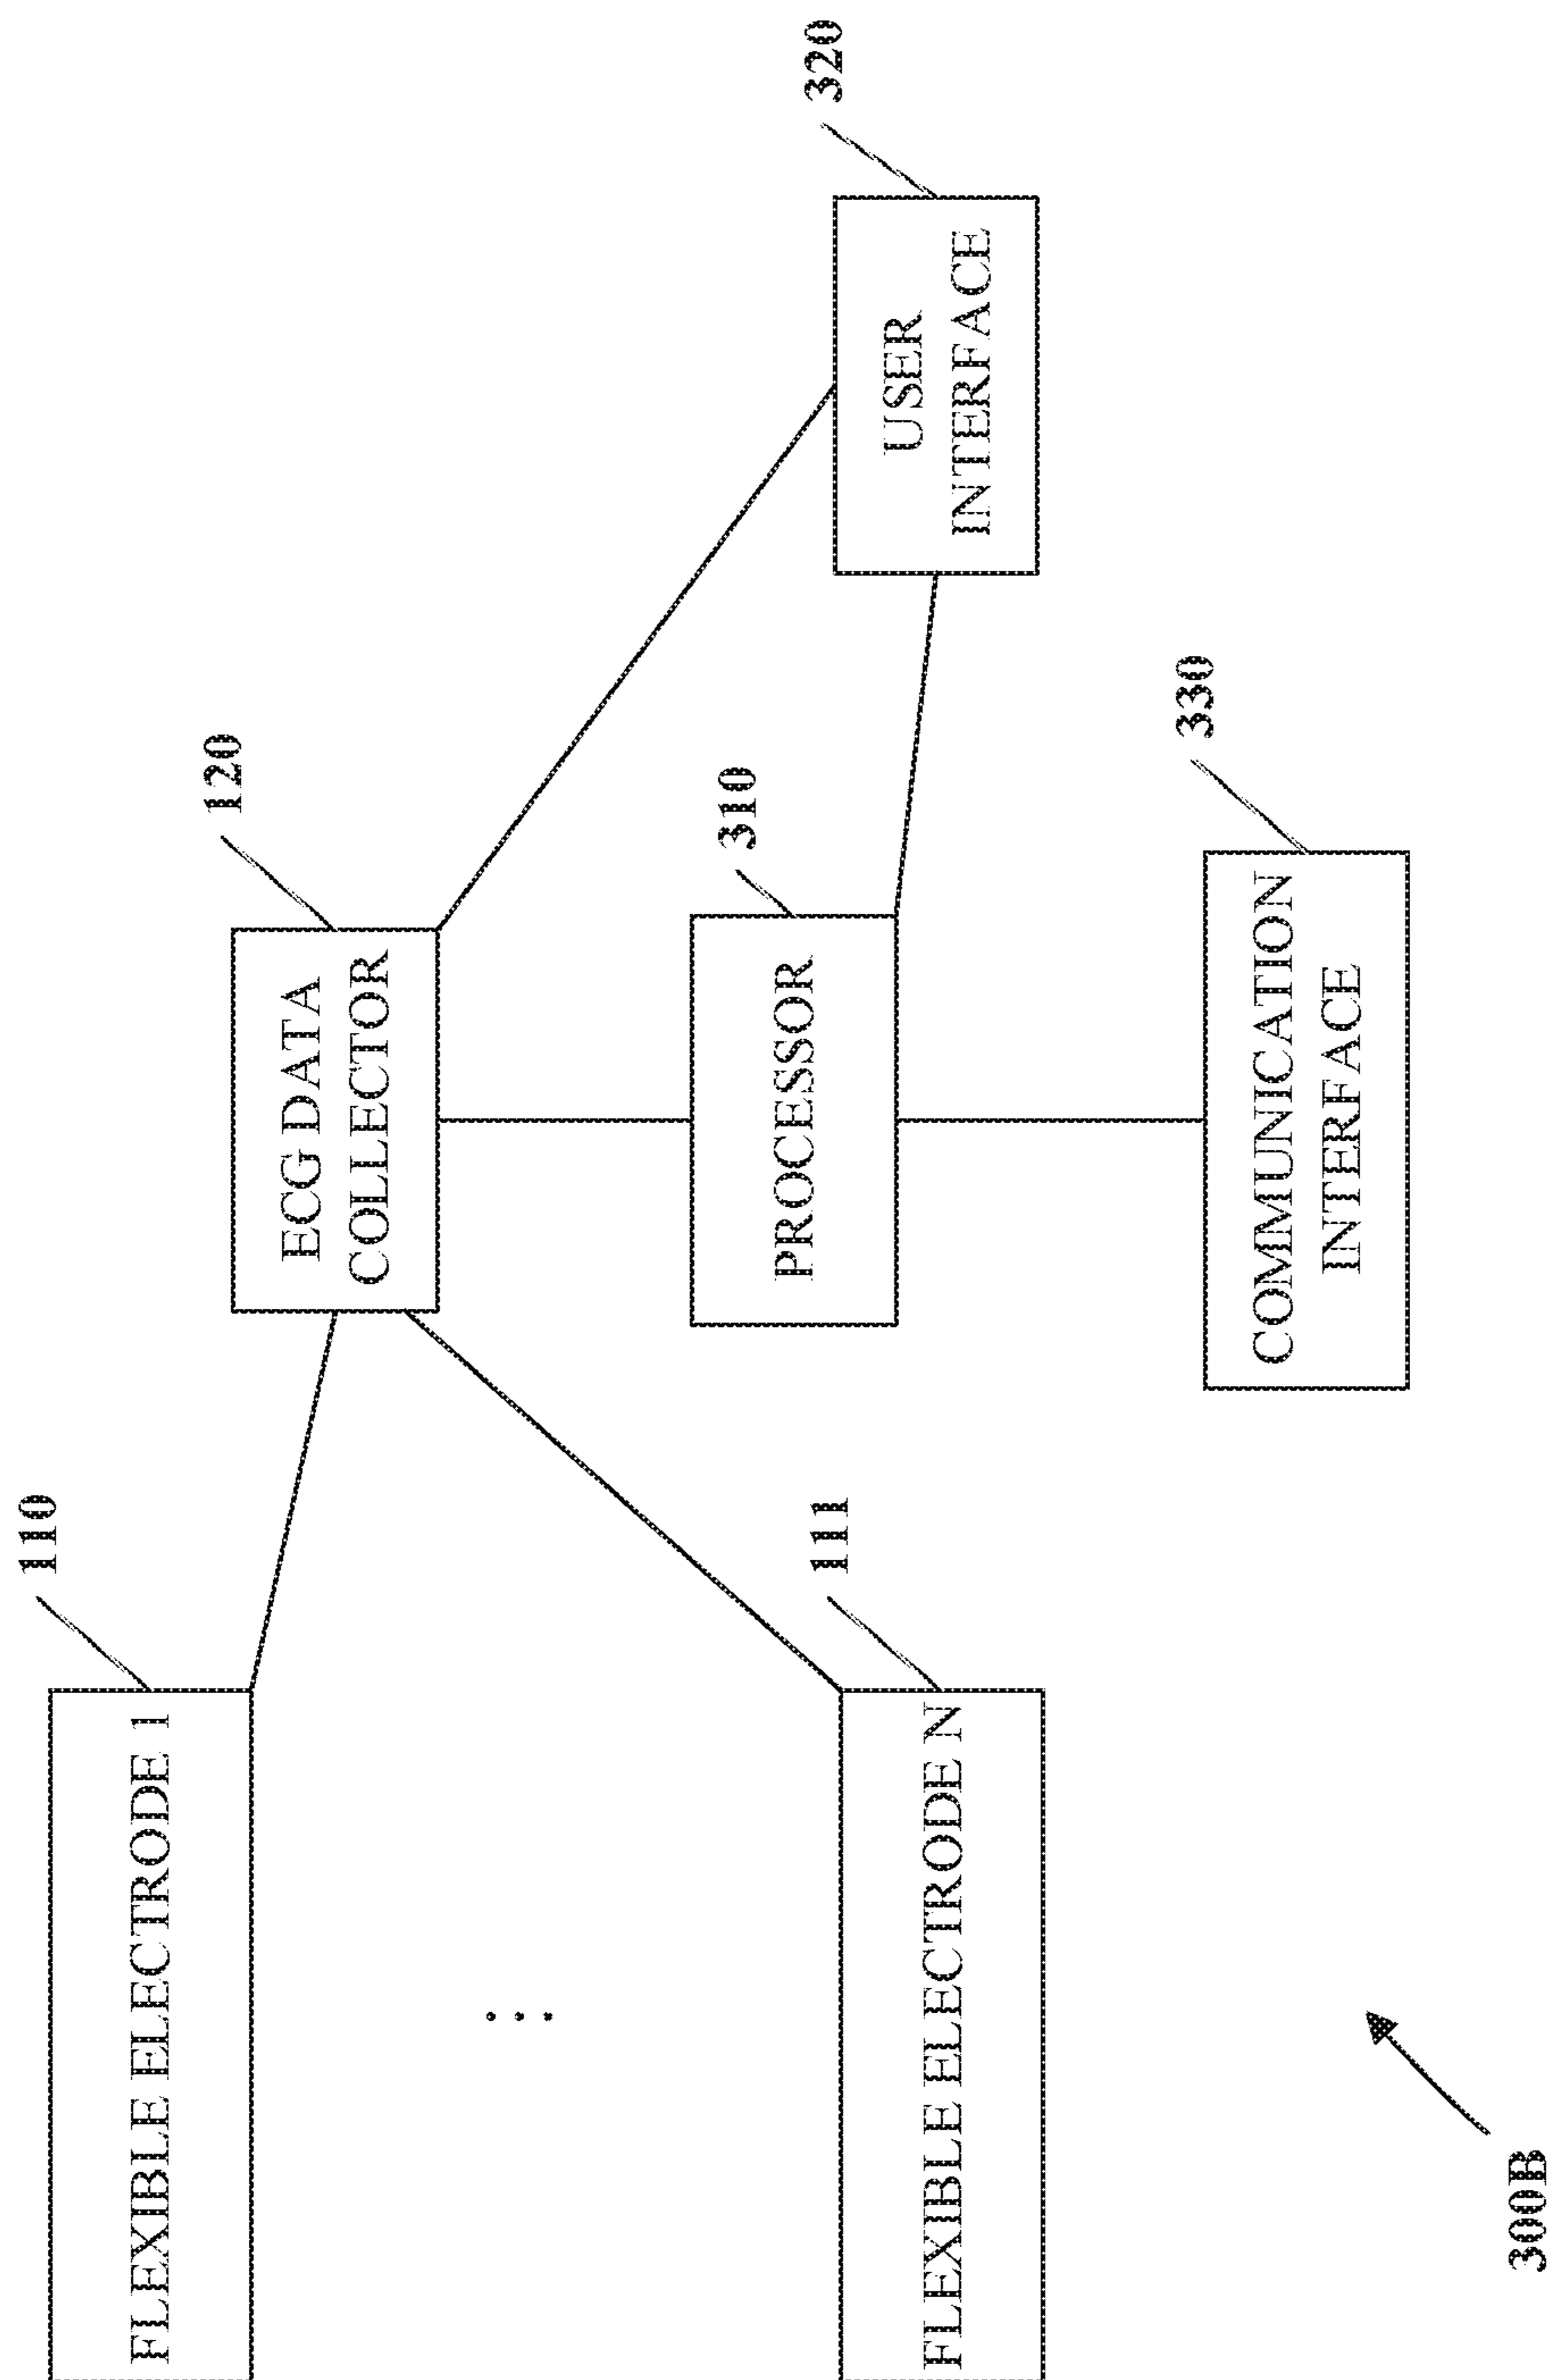 110
FLEXIBLE ELECTRODE 1
120
ECG DATA
COLLECTOR
320
USER
INTERFACE
310
PROCESSOR
111
FLEXIBLE ELECTRODE N
330
COMMUNICATION
INTERFACE
300B